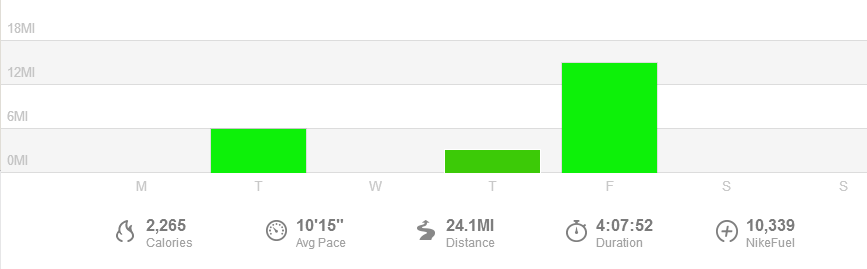 18MI
12MI
6MI
0MI
M T W T F S S
2,265 10'15" 24.1MI 4:07:52 10,339
Calories Avg Pace Distance Duration NikeFuel